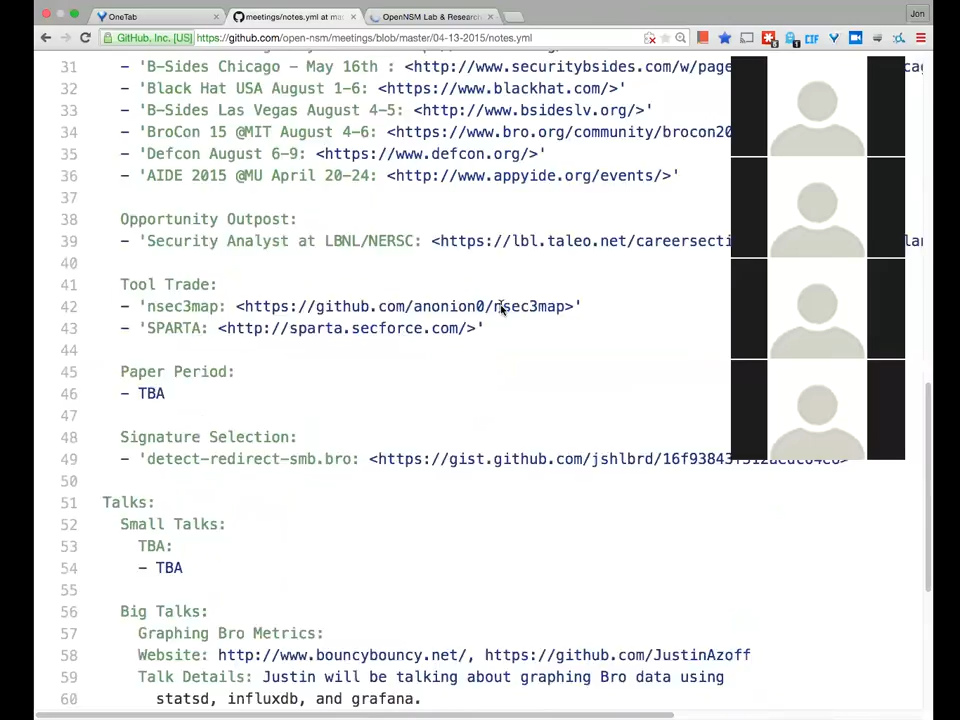 OneTab
meetings/notes.yml at ma
OpenNSM Lab & Research
Jon
GitHub, Inc. [US] https://github.com/open-nsm/meetings/blob/master/04-13-2015/notes.yml
31 - 'B-Sides Chicago - May 16th : <http://www.securitybsides.com/w/page
32 - 'Black Hat USA August 1-6: <https://www.blackhat.com/>'
33 - 'B-Sides Las Vegas August 4-5: <http://www.bsideslv.org/>'
34 - 'BroCon 15 @MIT August 4-6: <https://www.bro.org/community/brocon20
35 - 'Defcon August 6-9: <https://www.defcon.org/>'
36 - 'AIDE 2015 @MU April 20-24: <http://www.appyide.org/events/>'
37
38 Opportunity Outpost:
39 - 'Security Analyst at LBNL/NERSC: <https://lbl.taleo.net/careersecti lan
40
41 Tool Trade:
42 - 'nsec3map: <https://github.com/anonion0/nsec3map>'
43 - 'SPARTA: <http://sparta.secforce.com/>'
44
45 Paper Period:
46 - TBA
47
48 Signature Selection:
49 - 'detect-redirect-smb.bro: <https://gist.github.com/jshlbrd/16f93843
50
51 Talks:
52 Small Talks:
53 TBA:
54 - TBA
55
56 Big Talks:
57 Graphing Bro Metrics:
58 Website: http://www.bouncybouncy.net/, https://github.com/JustinAzoff
59 Talk Details: Justin will be talking about graphing Bro data using
60 statsd, influxdb, and grafana.